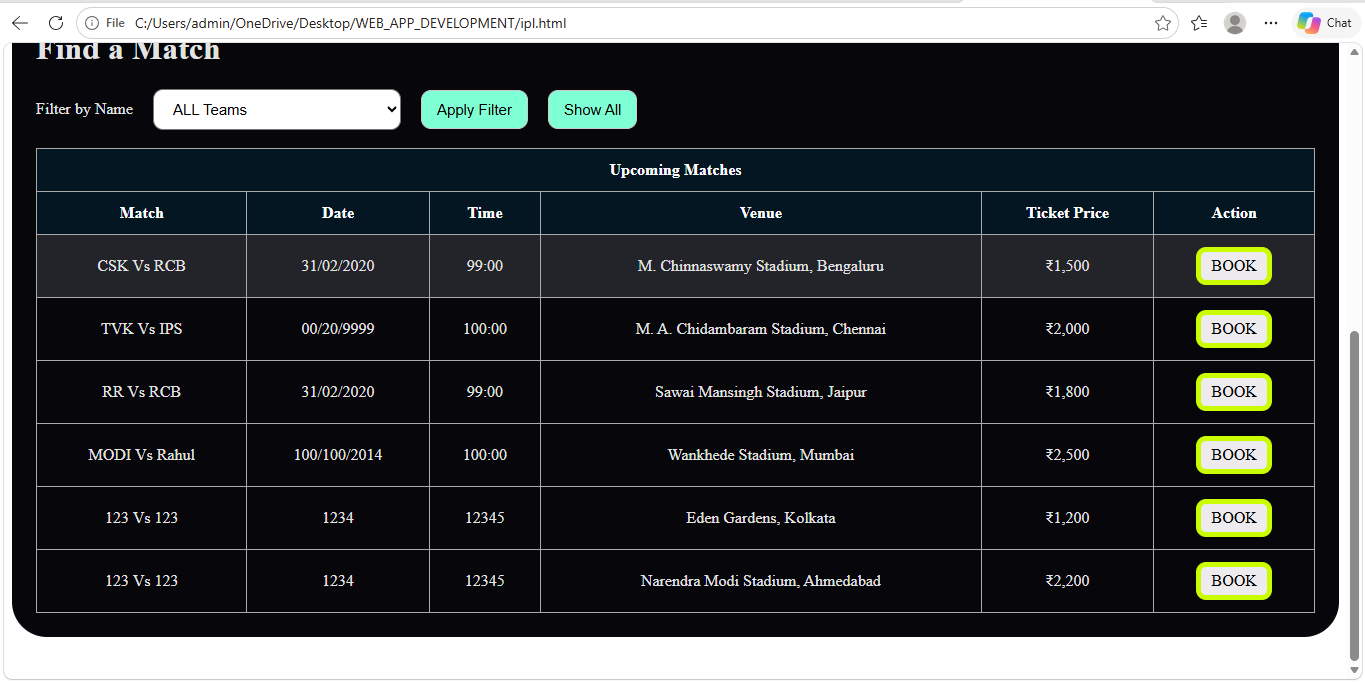 File C:/Users/admin/OneDrive/Desktop/WEB_APP_DEVELOPMENT/ipl.html Chat
Find a Match
Filter by Name ALL Teams Apply Filter Show All
Upcoming Matches
Match Date Time Venue Ticket Price Action
CSK Vs RCB 31/02/2020 99:00 M. Chinnaswamy Stadium, Bengaluru ₹1,500 BOOK
TVK Vs IPS 00/20/9999 100:00 M. A. Chidambaram Stadium, Chennai ₹2,000 BOOK
RR Vs RCB 31/02/2020 99:00 Sawai Mansingh Stadium, Jaipur ₹1,800 BOOK
MODI Vs Rahul 100/100/2014 100:00 Wankhede Stadium, Mumbai ₹2,500 BOOK
123 Vs 123 1234 12345 Eden Gardens, Kolkata ₹1,200 BOOK
123 Vs 123 1234 12345 Narendra Modi Stadium, Ahmedabad ₹2,200 BOOK